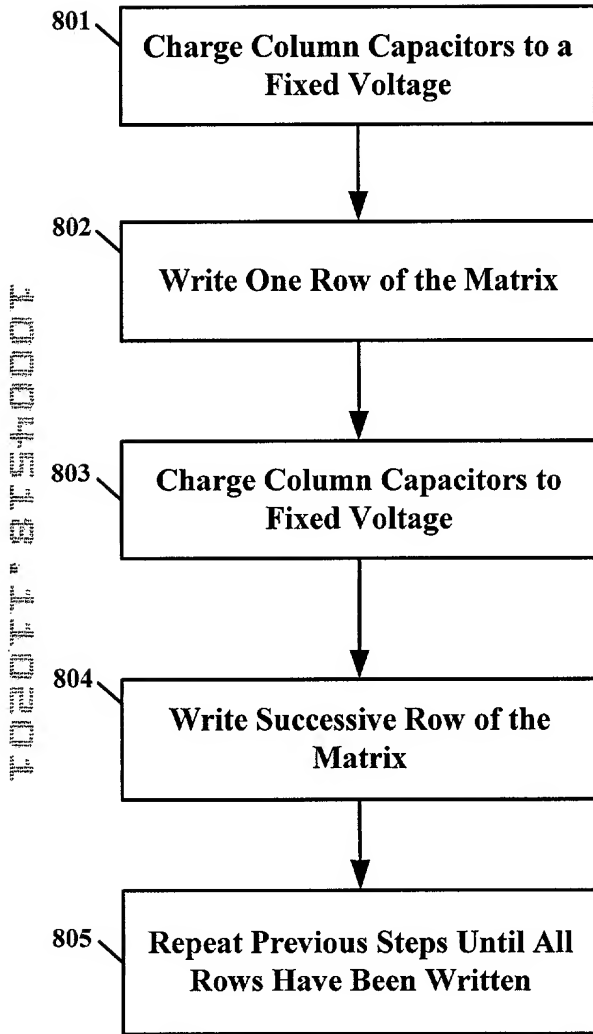 801
Charge Column Capacitors to a
Fixed Voltage
802
Write One Row of the Matrix
10004518.110501
803
Charge Column Capacitors to
Fixed Voltage
804
Write Successive Row of the
Matrix
805
Repeat Previous Steps Until All
Rows Have Been Written